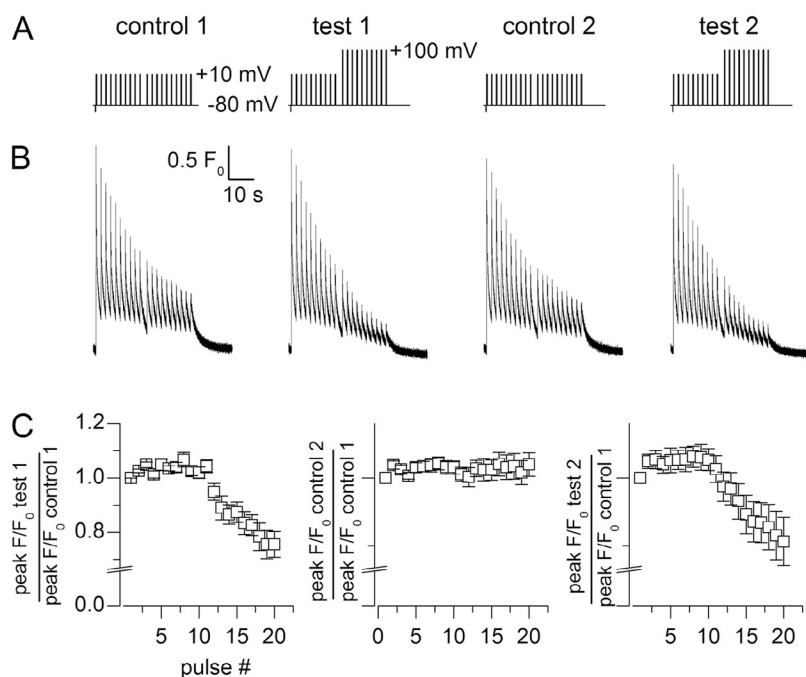 A
control 1
test 1
control 2
test 2
+10 mV
-80 mV
+100 mV
B
0.5 F0
10 s
C
peak F/F0 test 1
peak F/F0 control 1
1.2
1.0
0.8
0.0
5 10 15 20
pulse #
peak F/F0 control 2
peak F/F0 control 1
0 5 10 15 20
peak F/F0 test 2
peak F/F0 control 1
5 10 15 20